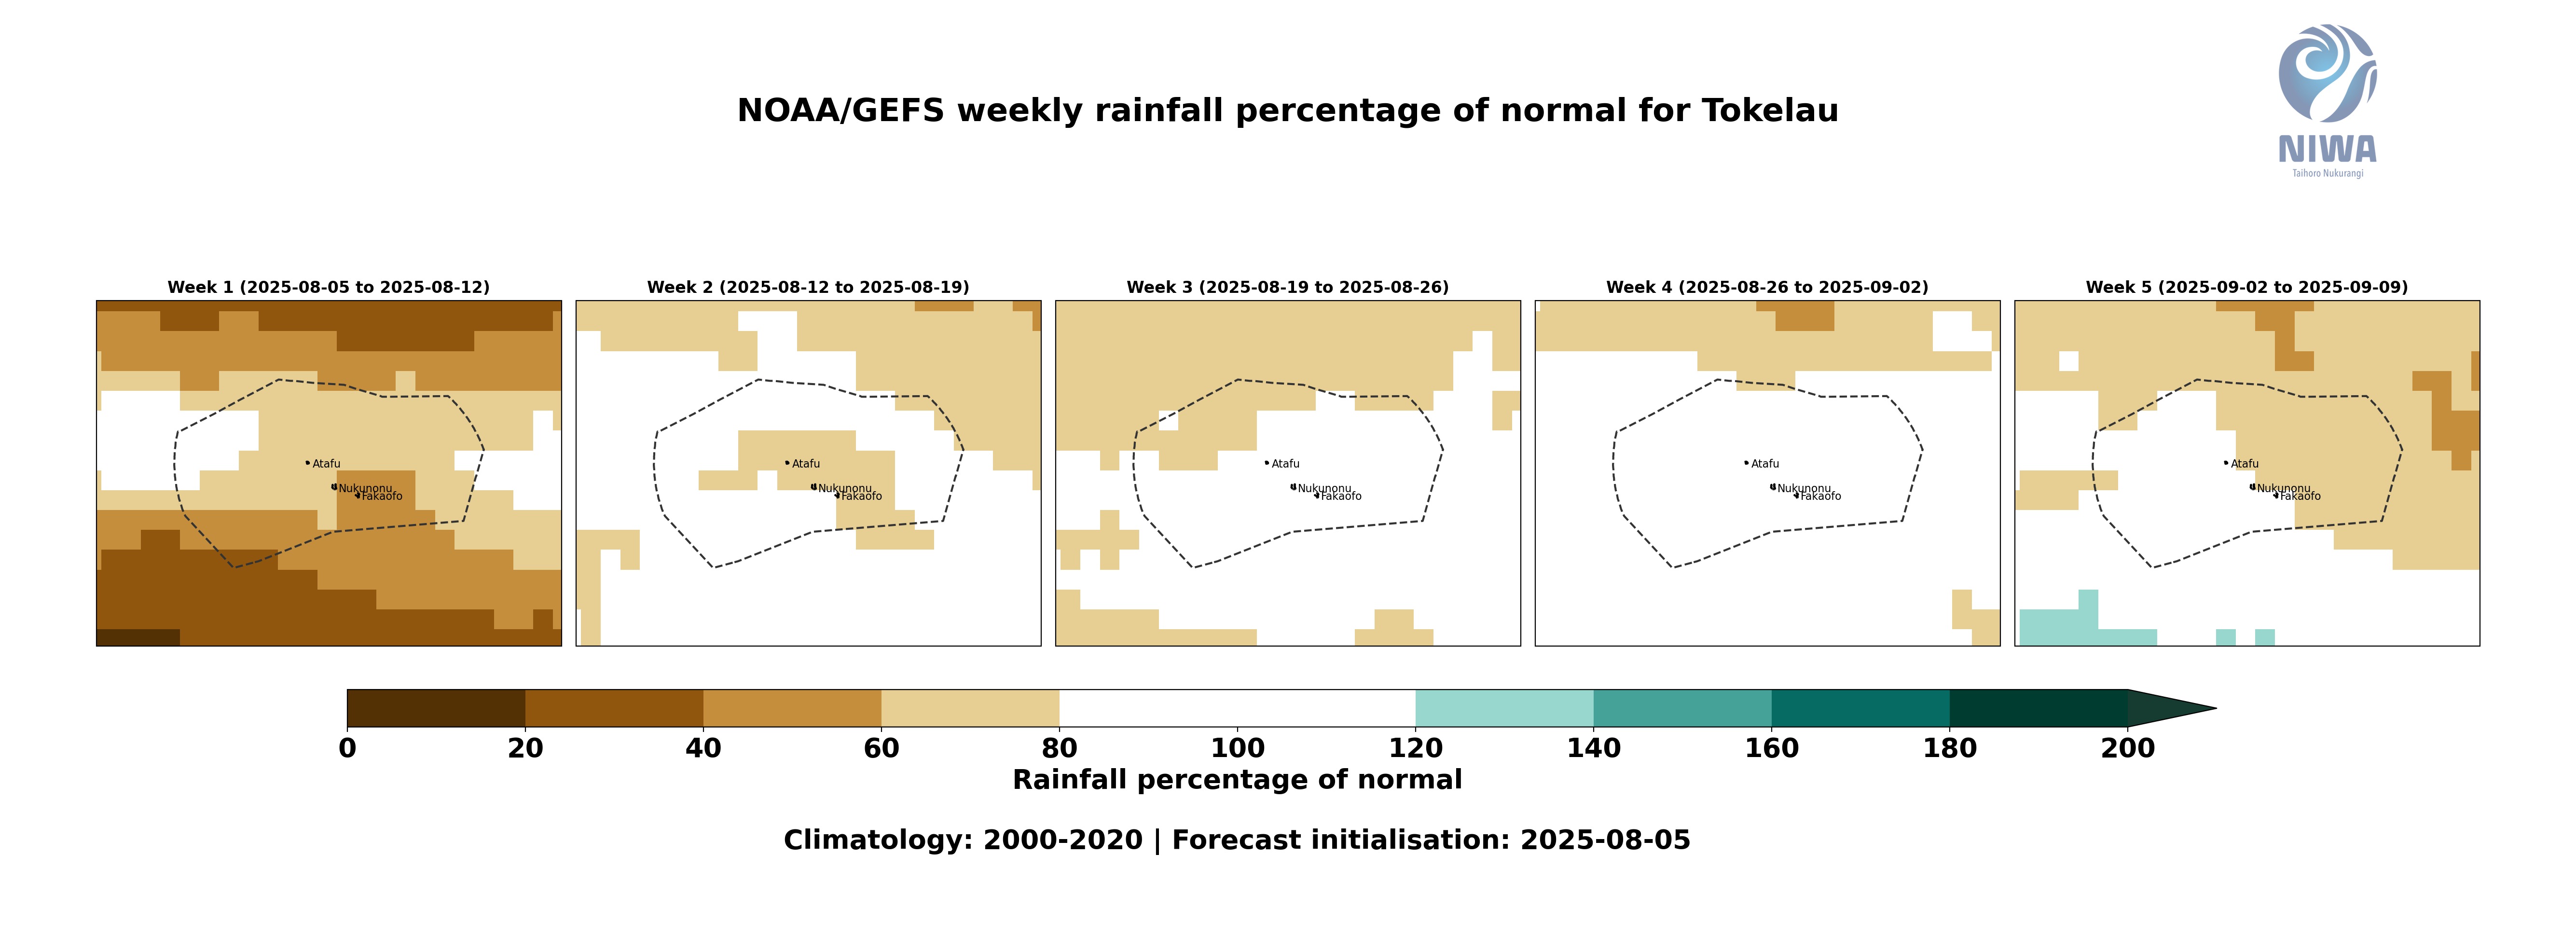 NOAA/GEFS weekly rainfall percentage of normal for Tokelau
NIWA
Taihoro Nukurangi
Week 1 (2025-08-05 to 2025-08-12)
Week 2 (2025-08-12 to 2025-08-19)
Week 3 (2025-08-19 to 2025-08-26)
Week 4 (2025-08-26 to 2025-09-02)
Week 5 (2025-09-02 to 2025-09-09)
Atafu
Nukunonu
Fakaofo
Atafu
Nukunonu
Fakaofo
Atafu
Nukunonu
Fakaofo
Atafu
Nukunonu
Fakaofo
Atafu
Nukunonu
Fakaofo
0 20 40 60 80 100 120 140 160 180 200
Rainfall percentage of normal
Climatology: 2000-2020 | Forecast initialisation: 2025-08-05